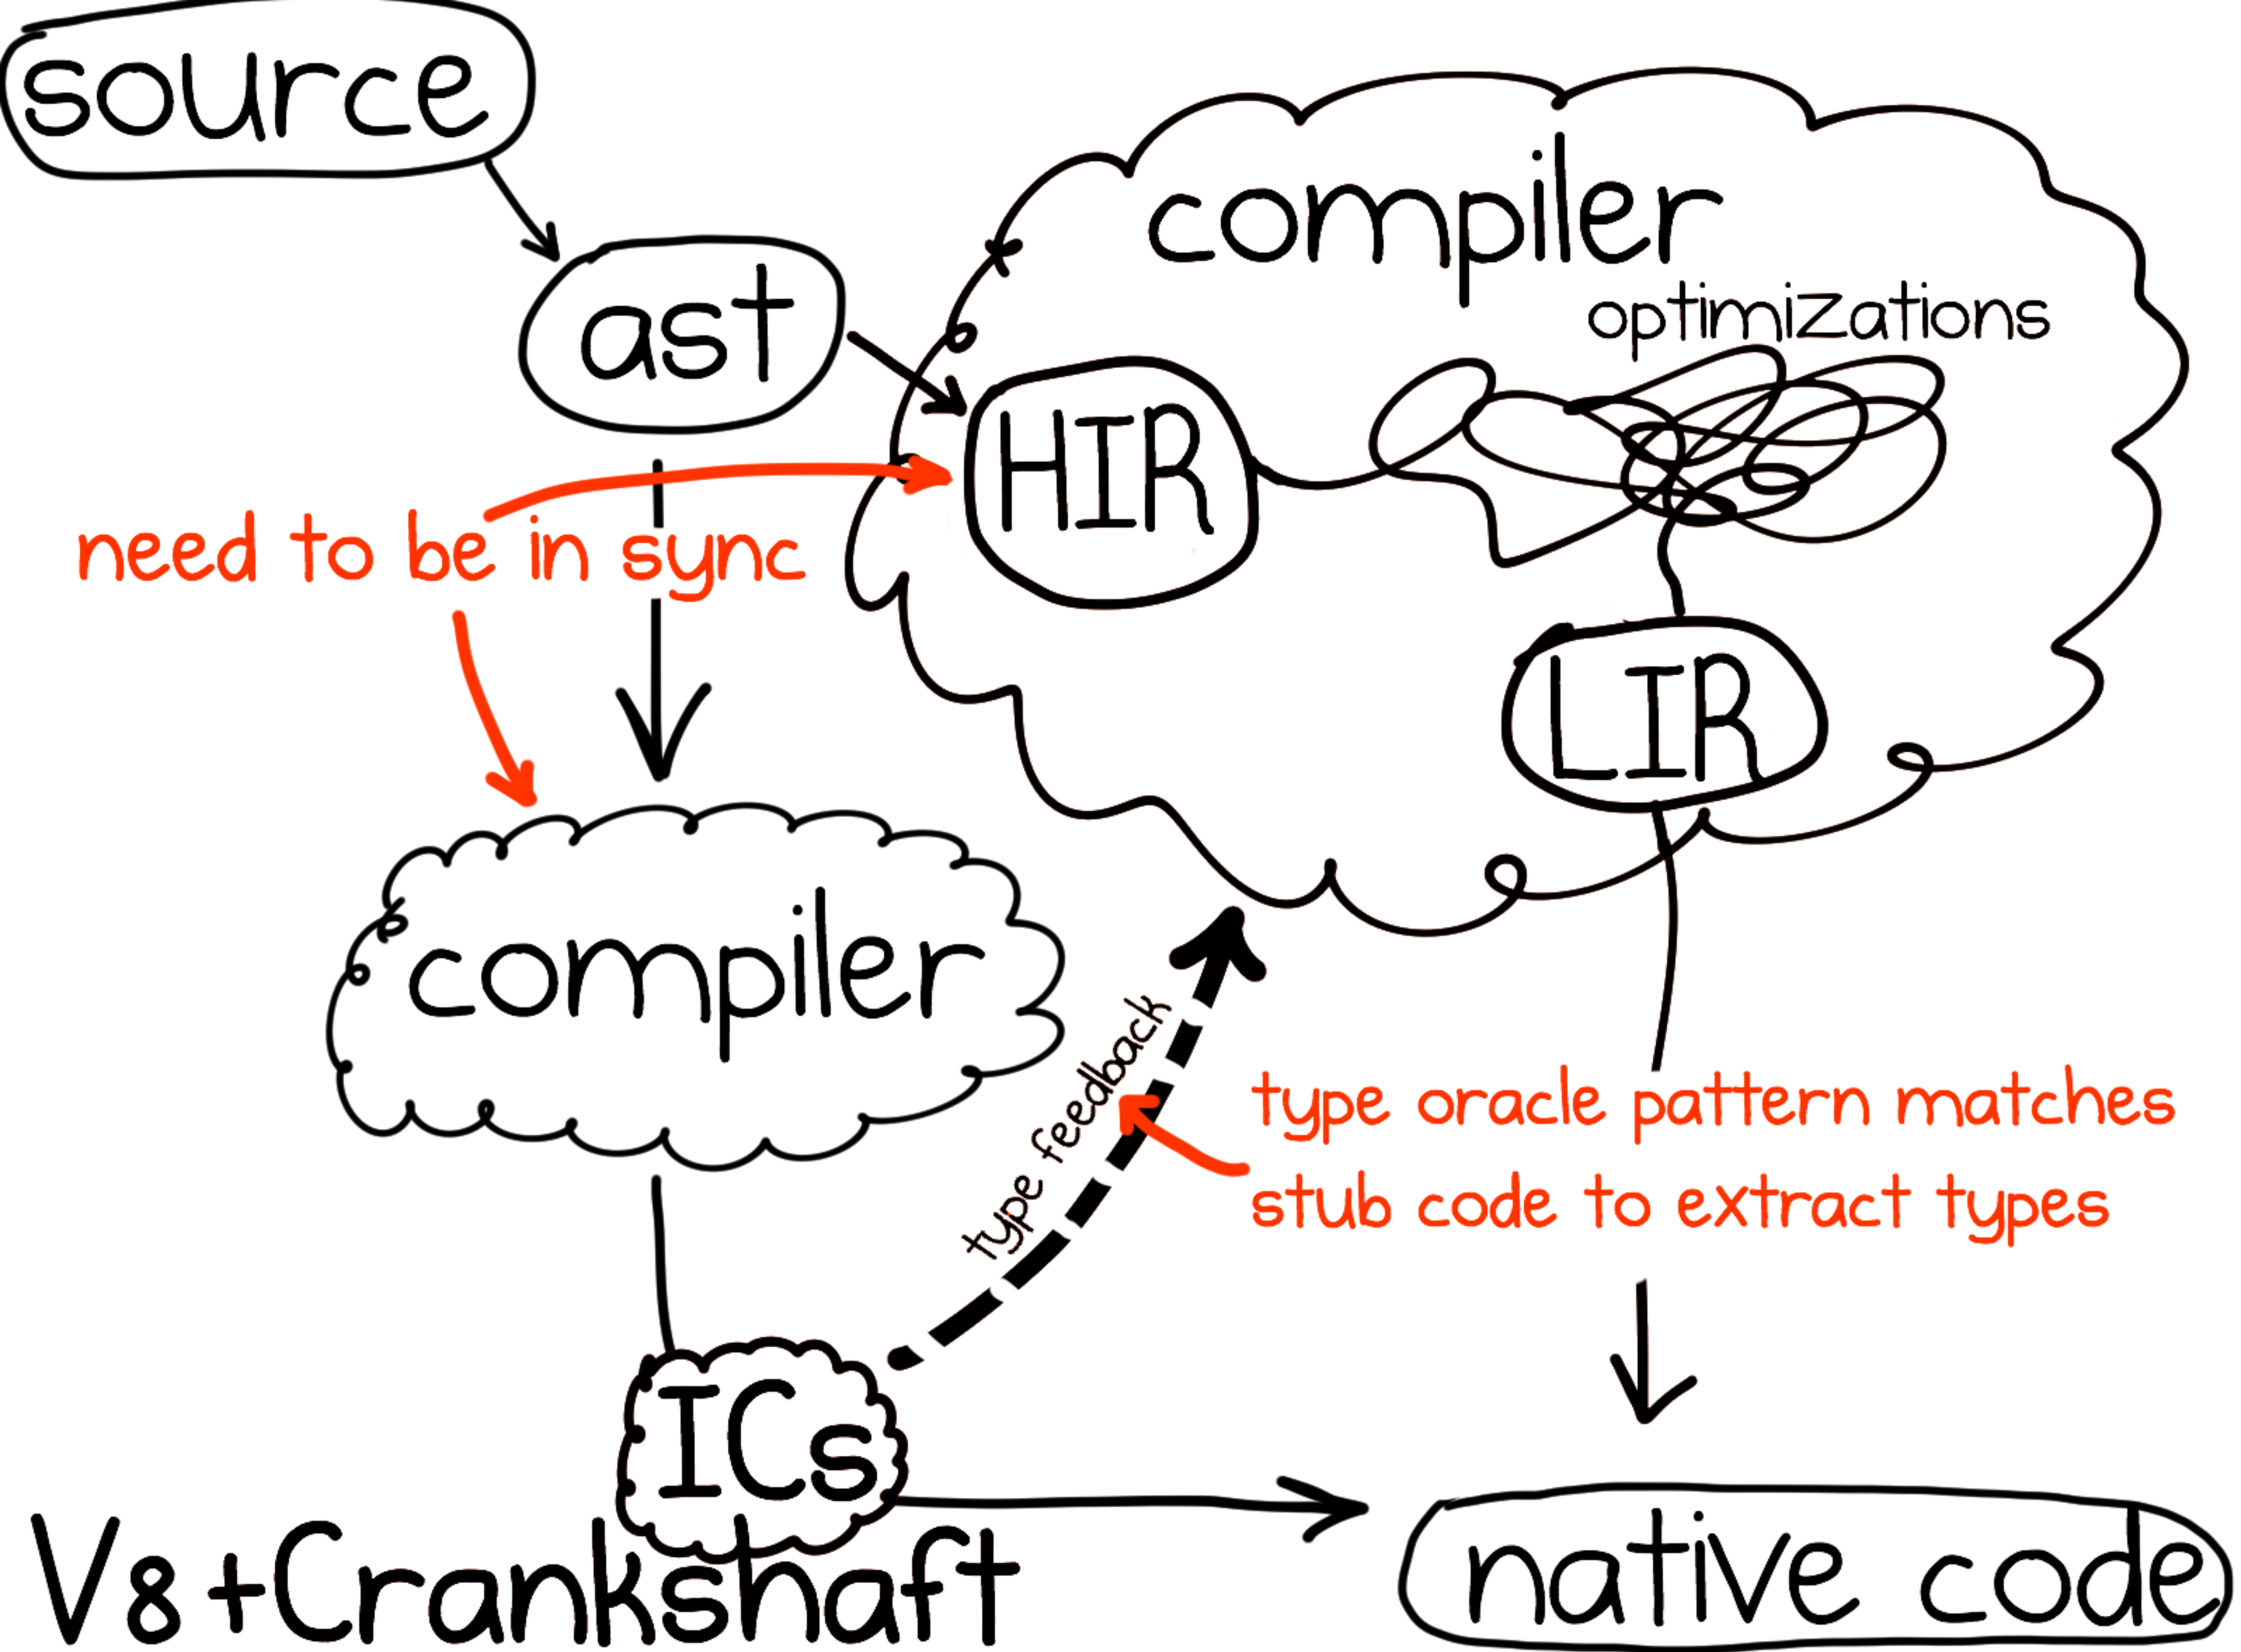 source
ast
compiler
optimizations
HIR
need to be in sync
LIR
compiler
type feedback
type oracle pattern matches
stub code to extract types
ICs
V8+Crankshaft
native code